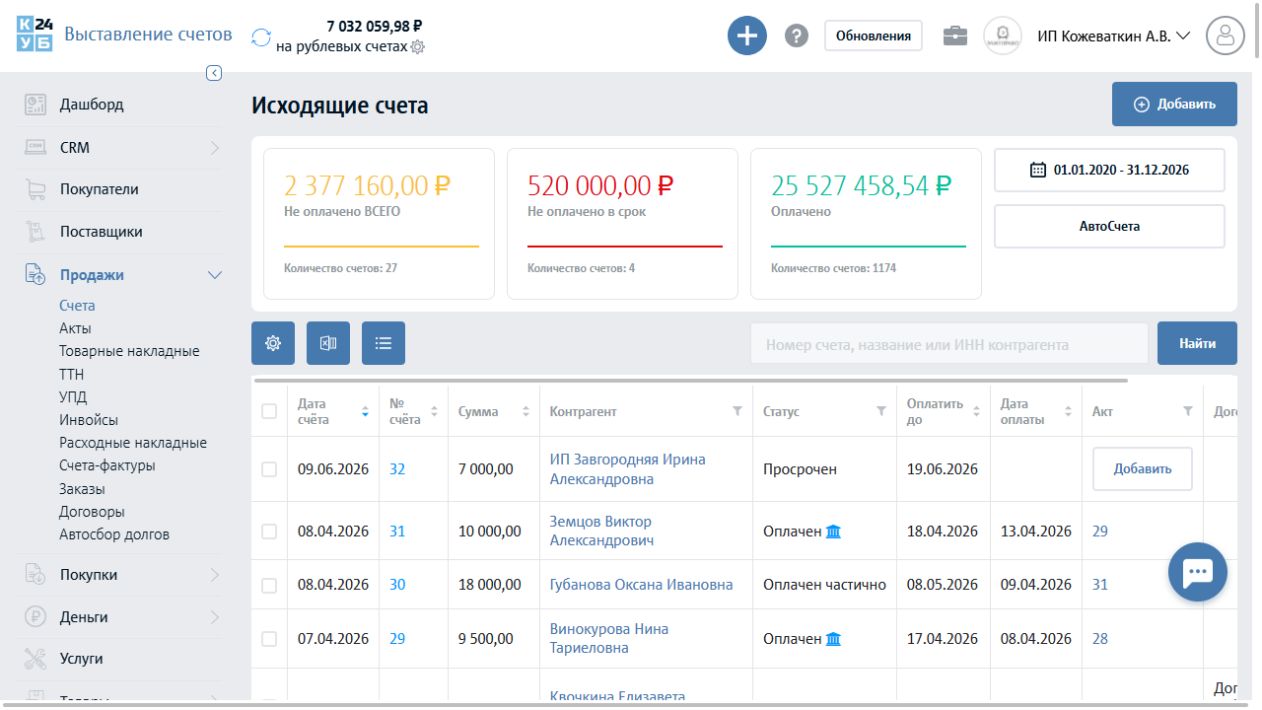 К 24
У Б
Выставление счетов
7 032 059,98 ₽
на рублевых счетах
?
Обновления
ИП Кожеваткин А.В.
Дашборд
CRM
Покупатели
Поставщики
Продажи
Счета
Акты
Товарные накладные
ТТН
УПД
Инвойсы
Расходные накладные
Счета-фактуры
Заказы
Договоры
Автосбор долгов
Покупки
Деньги
Услуги
Товары
Исходящие счета
Добавить
2 377 160,00 ₽
Не оплачено ВСЕГО
Количество счетов: 27
520 000,00 ₽
Не оплачено в срок
Количество счетов: 4
25 527 458,54 ₽
Оплачено
Количество счетов: 1174
01.01.2020 - 31.12.2026
АвтоСчета
Номер счета, название или ИНН контрагента
Найти
Дата счёта № счёта Сумма Контрагент Статус Оплатить до Дата оплаты Акт
09.06.2026 32 7 000,00 ИП Завгородняя Ирина Александровна Просрочен 19.06.2026 Добавить
08.04.2026 31 10 000,00 Земцов Виктор Александрович Оплачен 18.04.2026 13.04.2026 29
08.04.2026 30 18 000,00 Губанова Оксана Ивановна Оплачен частично 08.05.2026 09.04.2026 31
07.04.2026 29 9 500,00 Винокурова Нина Тариеловна Оплачен 17.04.2026 08.04.2026 28
Квочкина Елизавета